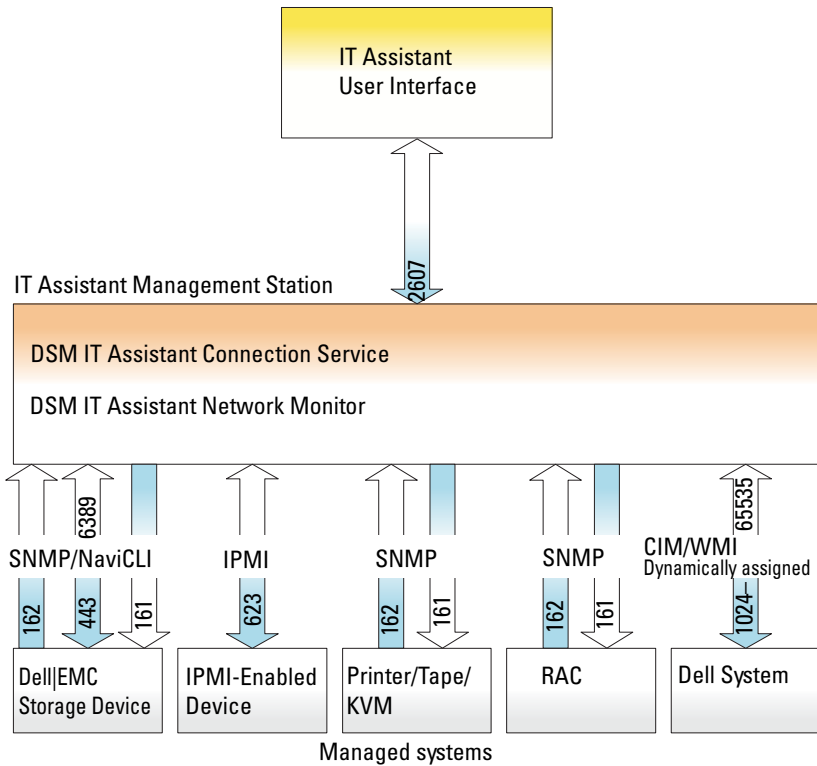 IT Assistant
User Interface
2607
IT Assistant Management Station
DSM IT Assistant Connection Service
DSM IT Assistant Network Monitor
6389
65535
SNMP/NaviCLI
IPMI
SNMP
SNMP
CIM/WMI
Dynamically assigned
162
443
161
623
162
161
162
161
1024–
Dell|EMC
Storage Device
IPMI-Enabled
Device
Printer/Tape/
KVM
RAC
Dell System
Managed systems